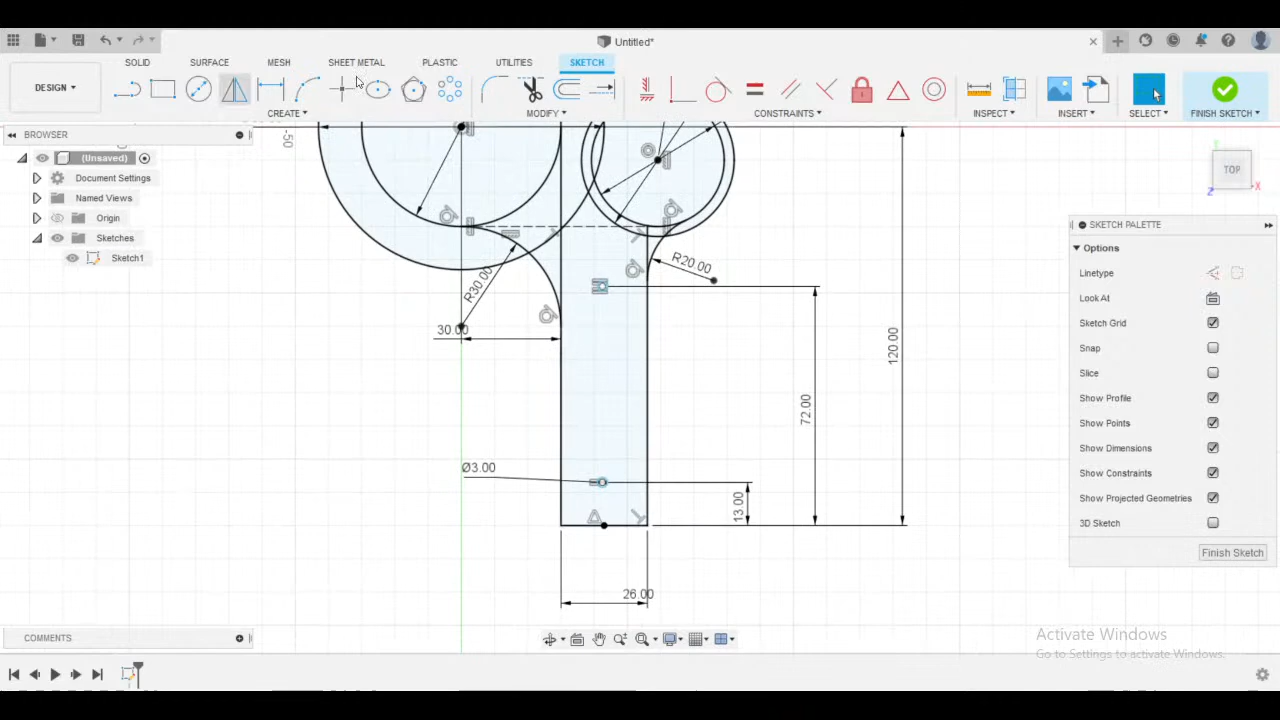 Untitled*
DESIGN
SOLID
SURFACE
MESH
SHEET METAL
PLASTIC
UTILITIES
SKETCH
CREATE
MODIFY
CONSTRAINTS
INSPECT
INSERT
SELECT
FINISH SKETCH
BROWSER
(Unsaved)
Document Settings
Named Views
Origin
Sketches
Sketch1
-50
TOP
X
Z
R30.00
R20.00
30.00
120.00
72.00
Ø3.00
13.00
26.00
SKETCH PALETTE
Options
Linetype
Look At
Sketch Grid
Snap
Slice
Show Profile
Show Points
Show Dimensions
Show Constraints
Show Projected Geometries
3D Sketch
Finish Sketch
COMMENTS
Activate Windows
Go to Settings to activate Windows.